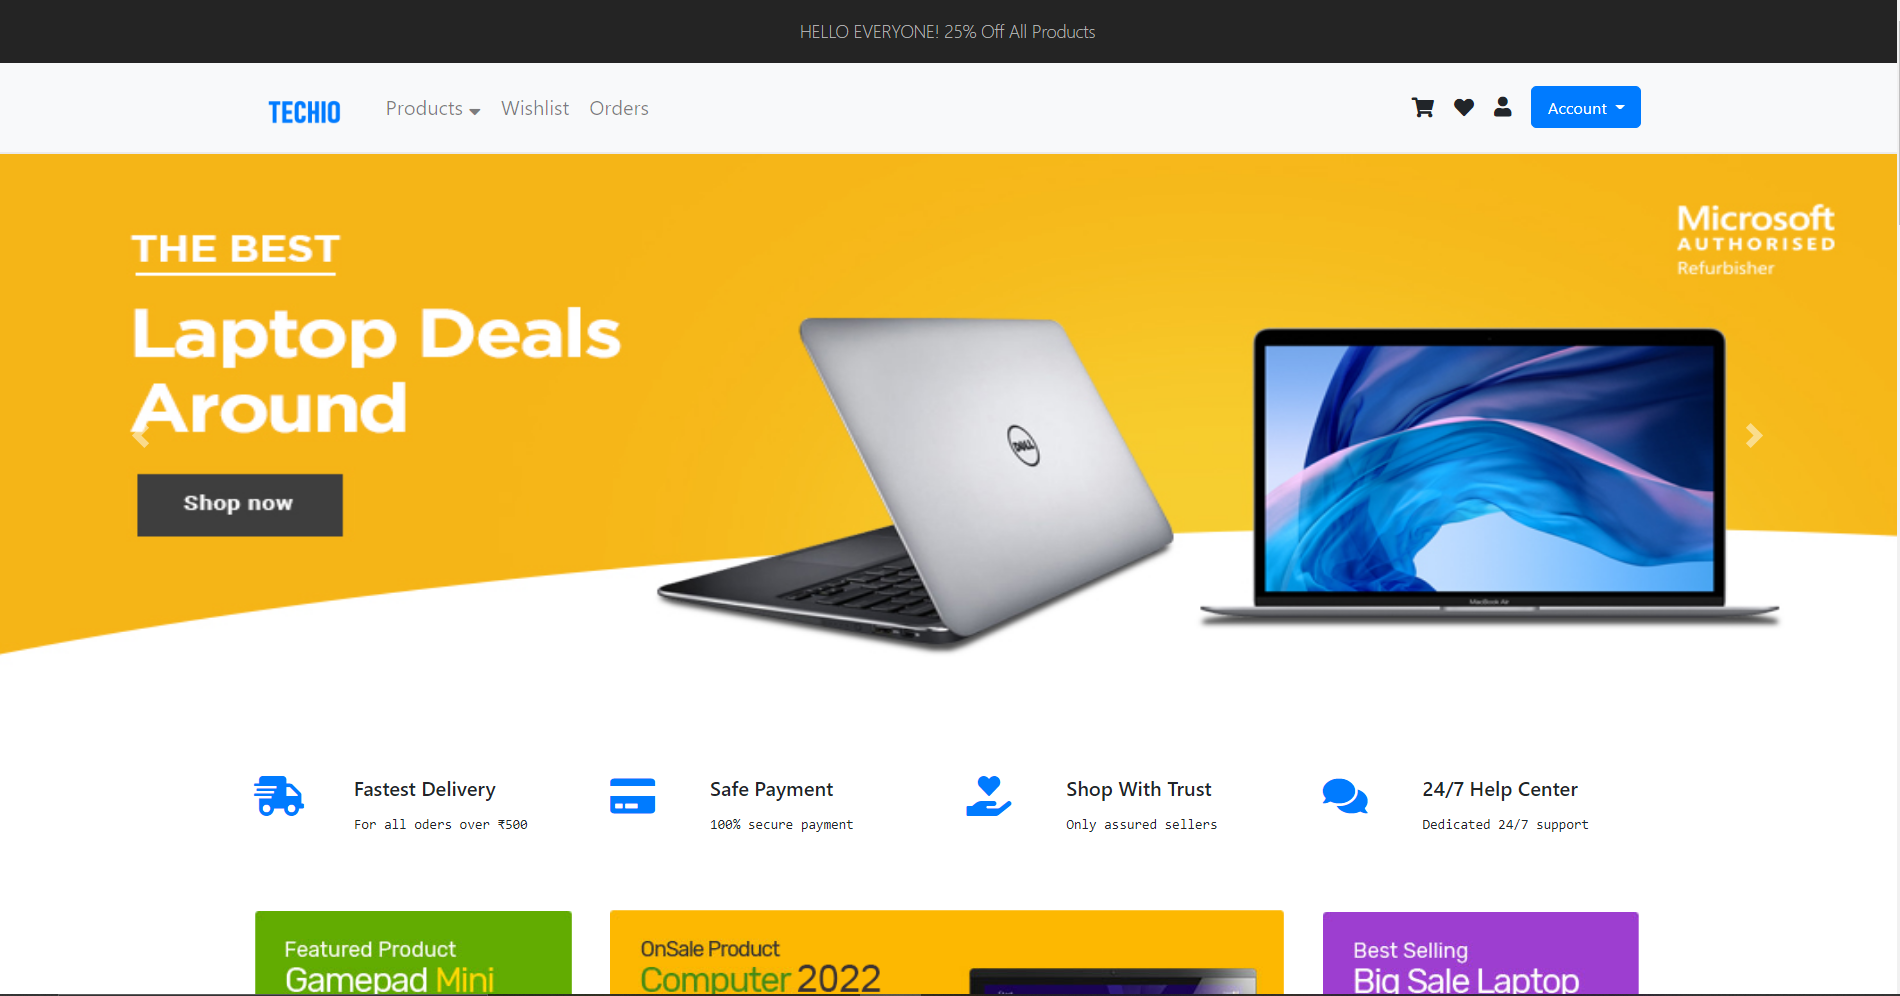 HELLO EVERYONE! 25% Off All Products
TECHIO
Products
Wishlist
Orders
Account
THE BEST
Laptop Deals
Around
Shop now
Microsoft
AUTHORISED
Refurbisher
DELL
MacBook Air
Fastest Delivery
For all oders over ₹500
Safe Payment
100% secure payment
Shop With Trust
Only assured sellers
24/7 Help Center
Dedicated 24/7 support
Featured Product
Gamepad Mini
OnSale Product
Computer 2022
Best Selling
Big Sale Laptop